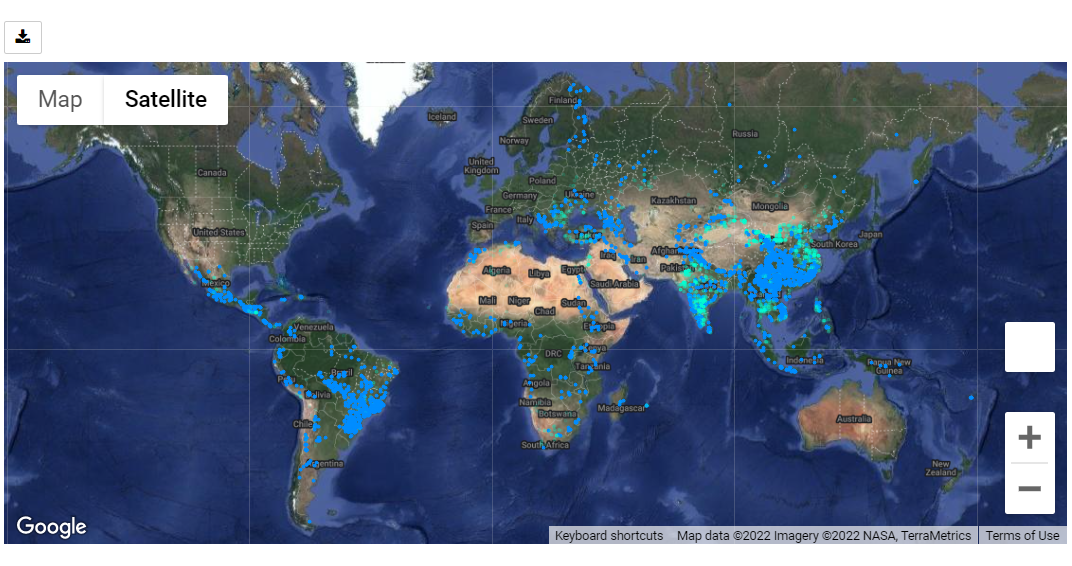 Map Satellite
Iceland
Finland
Sweden
Norway
Russia
Canada
United
Kingdom
Poland
Germany
Ukraine
France
Italy
Kazakhstan
Mongolia
Spain
United States
South Korea
Japan
Iraq
Iran
Algeria
Libya
Egypt
Saudi Arabia
Mexico
Mali
Niger
Chad
Sudan
Nigeria
Ethiopia
Venezuela
Colombia
DRC
Kenya
Tanzania
Indonesia
Papua New
Guinea
Brazil
Bolivia
Angola
Namibia
Botswana
Madagascar
Chile
Australia
South Africa
Argentina
New
Zealand
Google
Keyboard shortcuts Map data ©2022 Imagery ©2022 NASA, TerraMetrics Terms of Use